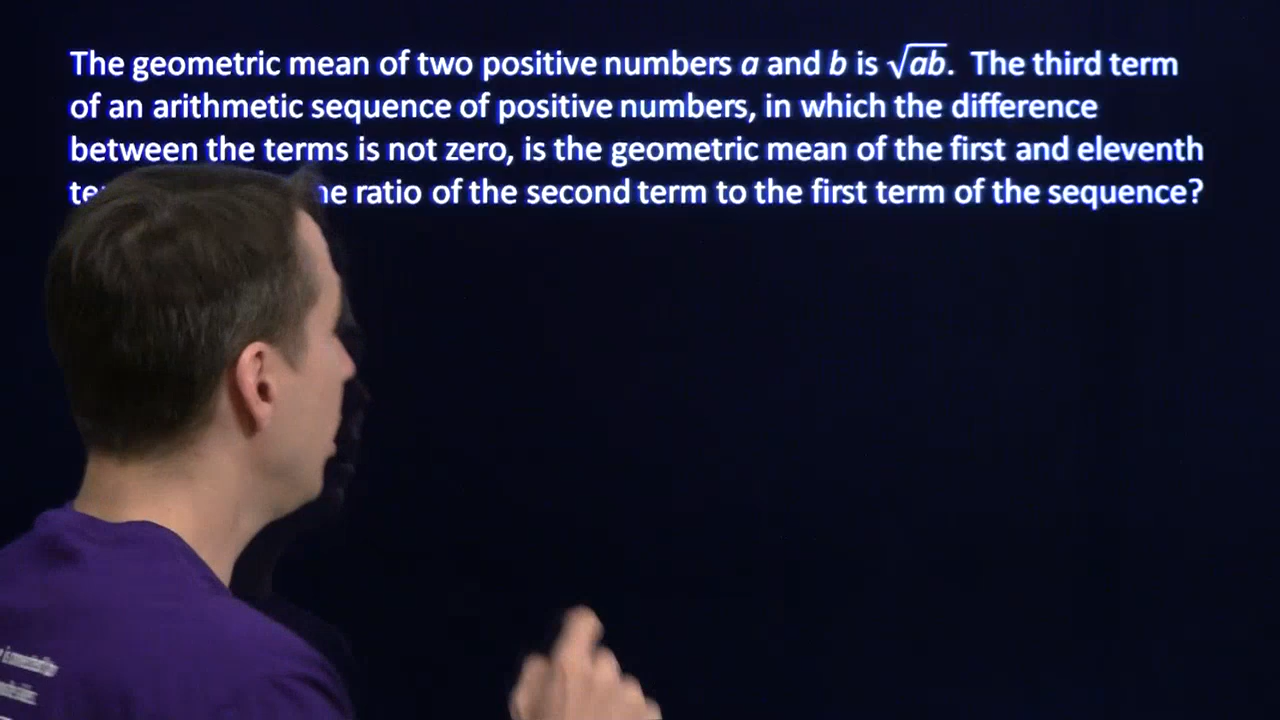 The geometric mean of two positive numbers a and b is √ab. The third term
of an arithmetic sequence of positive numbers, in which the difference
between the terms is not zero, is the geometric mean of the first and eleventh
ratio of the second term to the first term of the sequence?